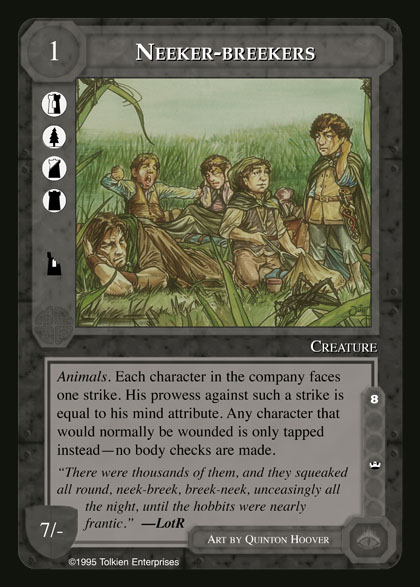 1
NEEKER-BREEKERS
CREATURE
Animals. Each character in the company faces
one strike. His prowess against such a strike is
equal to his mind attribute. Any character that
would normally be wounded is only tapped
instead—no body checks are made.
8
“There were thousands of them, and they squeaked
all round, neek-breek, breek-neek, unceasingly all
the night, until the hobbits were nearly
frantic.” —LotR
7/-
ART BY QUINTON HOOVER
©1995 Tolkien Enterprises